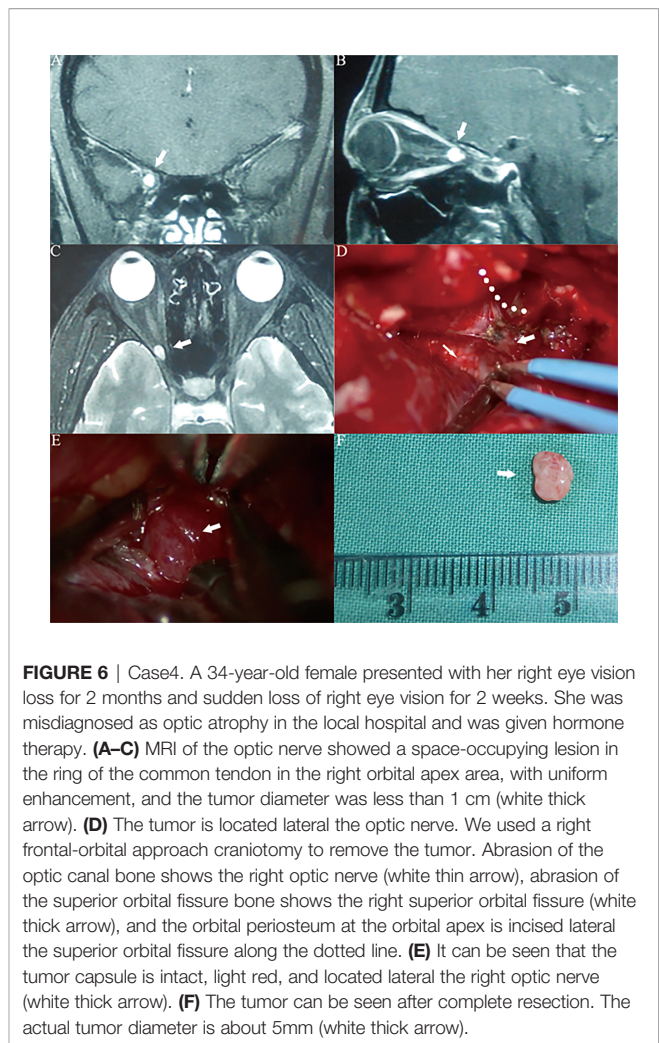 A
B
C
D
E
F
3
4
5
FIGURE 6 | Case4. A 34-year-old female presented with her right eye vision
loss for 2 months and sudden loss of right eye vision for 2 weeks. She was
misdiagnosed as optic atrophy in the local hospital and was given hormone
therapy. (A–C) MRI of the optic nerve showed a space-occupying lesion in
the ring of the common tendon in the right orbital apex area, with uniform
enhancement, and the tumor diameter was less than 1 cm (white thick
arrow). (D) The tumor is located lateral the optic nerve. We used a right
frontal-orbital approach craniotomy to remove the tumor. Abrasion of the
optic canal bone shows the right optic nerve (white thin arrow), abrasion of
the superior orbital fissure bone shows the right superior orbital fissure (white
thick arrow), and the orbital periosteum at the orbital apex is incised lateral
the superior orbital fissure along the dotted line. (E) It can be seen that the
tumor capsule is intact, light red, and located lateral the right optic nerve
(white thick arrow). (F) The tumor can be seen after complete resection. The
actual tumor diameter is about 5mm (white thick arrow).